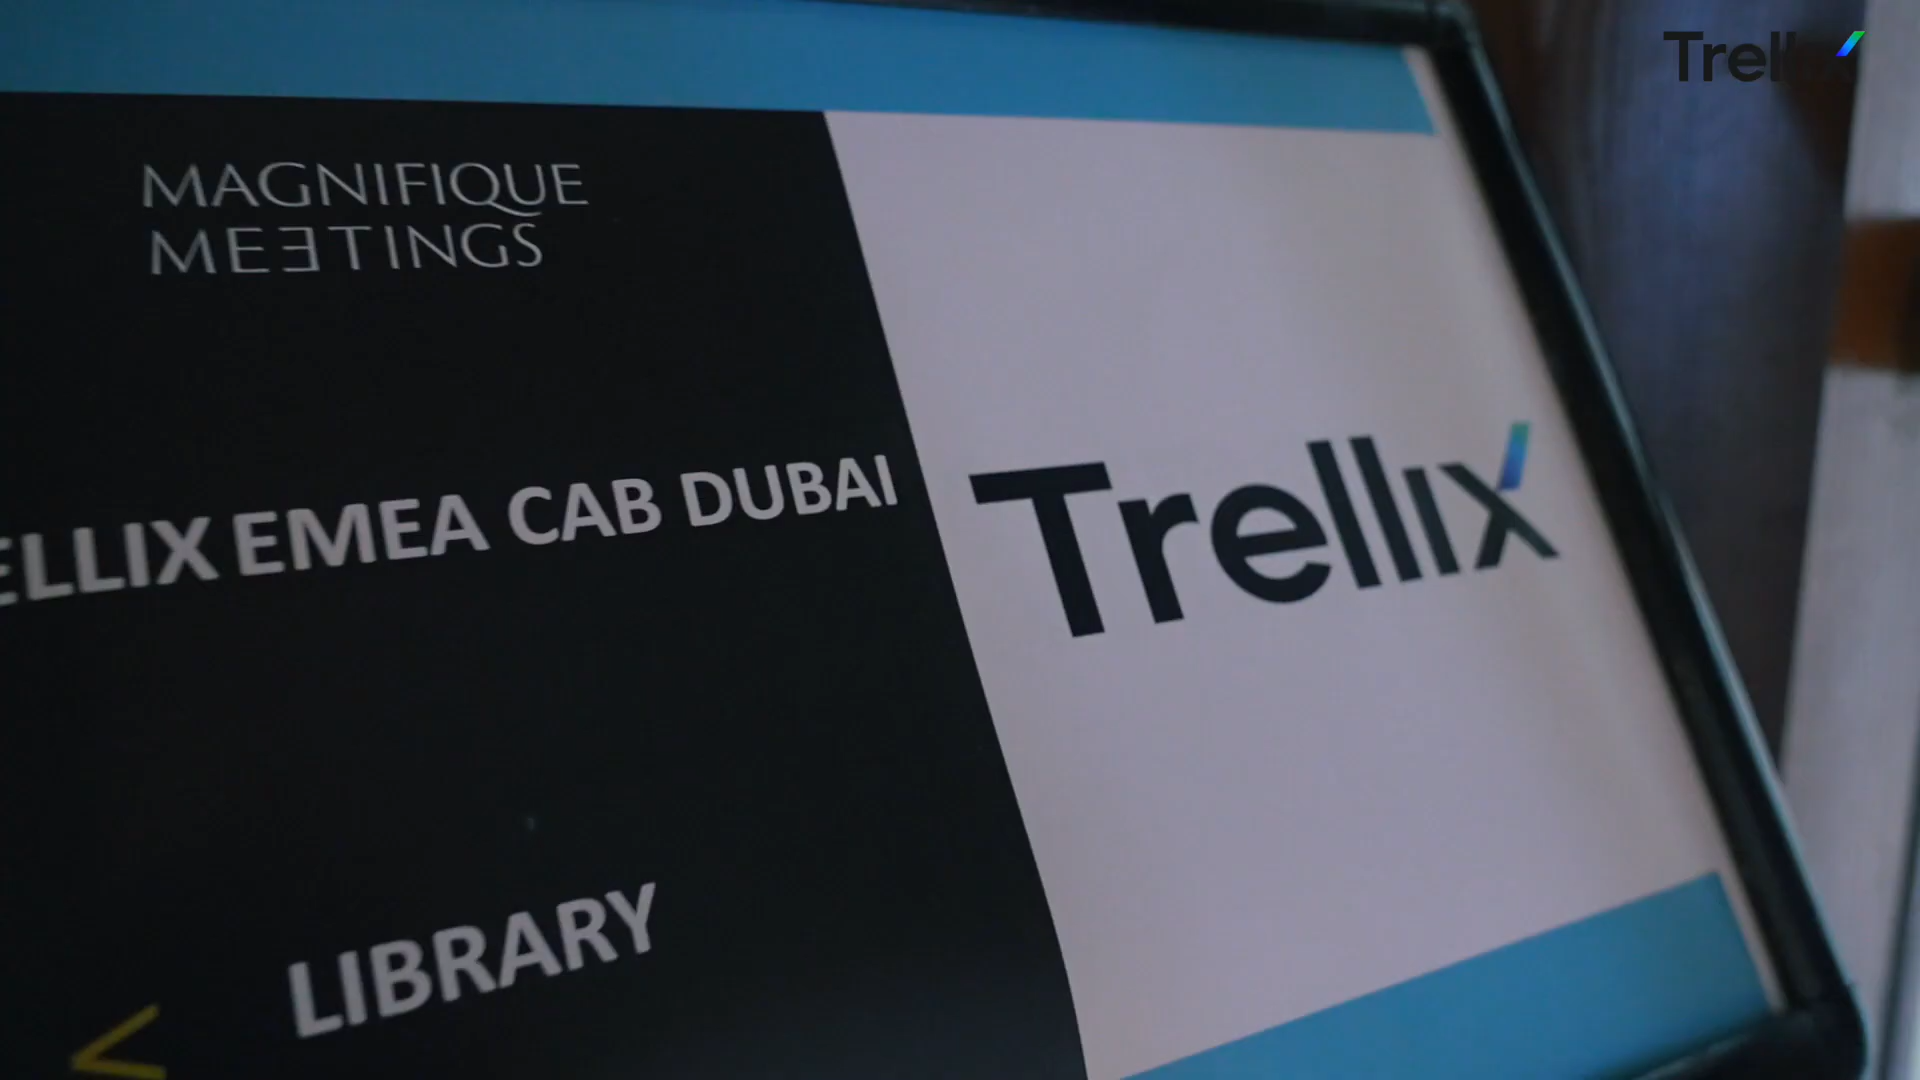 Trellix
MAGNIFIQUE
MEETINGS
ELLIX EMEA CAB DUBAI
Trellix
LIBRARY
<